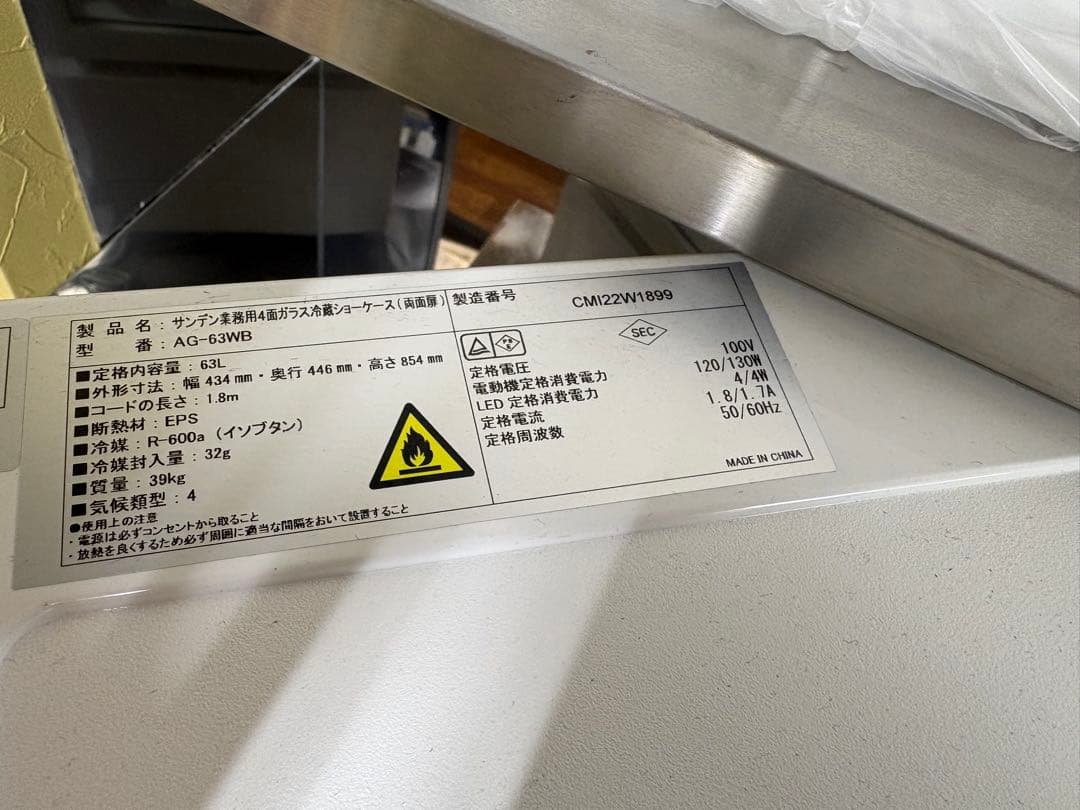 製品名：サンデン業務用4面ガラス冷蔵ショーケース（両面扉）
型番：AG-63WB
■定格内容量：63L
■外形寸法：幅 434 mm・奥行 446 mm・高さ 854 mm
■コードの長さ：1.8m
■断熱材：EPS
■冷媒：R-600a（イソブタン）
■冷媒封入量：32g
■質量：39kg
■気候類型：4
●使用上の注意
・電源は必ずコンセントから取ること
・放熱を良くするため必ず周囲に適当な間隔をおいて設置すること
製造番号 CMI22W1899
SEC
定格電圧 100V
電動機定格消費電力 120/130W
LED 定格消費電力 4/4W
定格電流 1.8/1.7A
定格周波数 50/60Hz
MADE IN CHINA